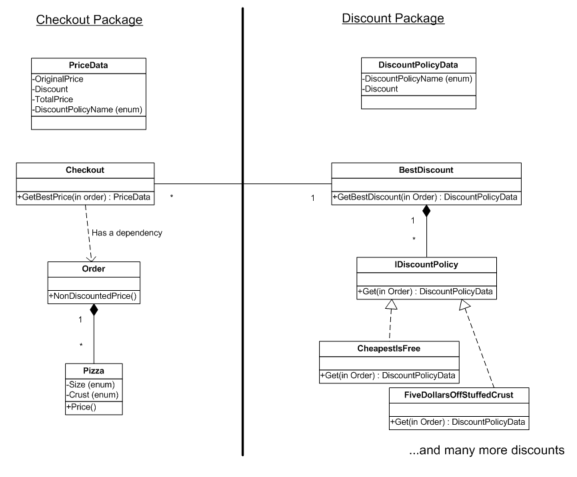 Checkout Package
PriceData
-OriginalPrice
-Discount
-TotalPrice
-DiscountPolicyName (enum)
Checkout
+GetBestPrice(in order) : PriceData
*
Has a dependency
Order
+NonDiscountedPrice()
1
*
Pizza
-Size (enum)
-Crust (enum)
+Price()
Discount Package
DiscountPolicyData
-DiscountPolicyName (enum)
-Discount
1
BestDiscount
+GetBestDiscount(in Order) : DiscountPolicyData
1
*
IDiscountPolicy
+Get(in Order) : DiscountPolicyData
CheapestIsFree
+Get(in Order) : DiscountPolicyData
FiveDollarsOffStuffedCrust
+Get(in Order) : DiscountPolicyData
...and many more discounts